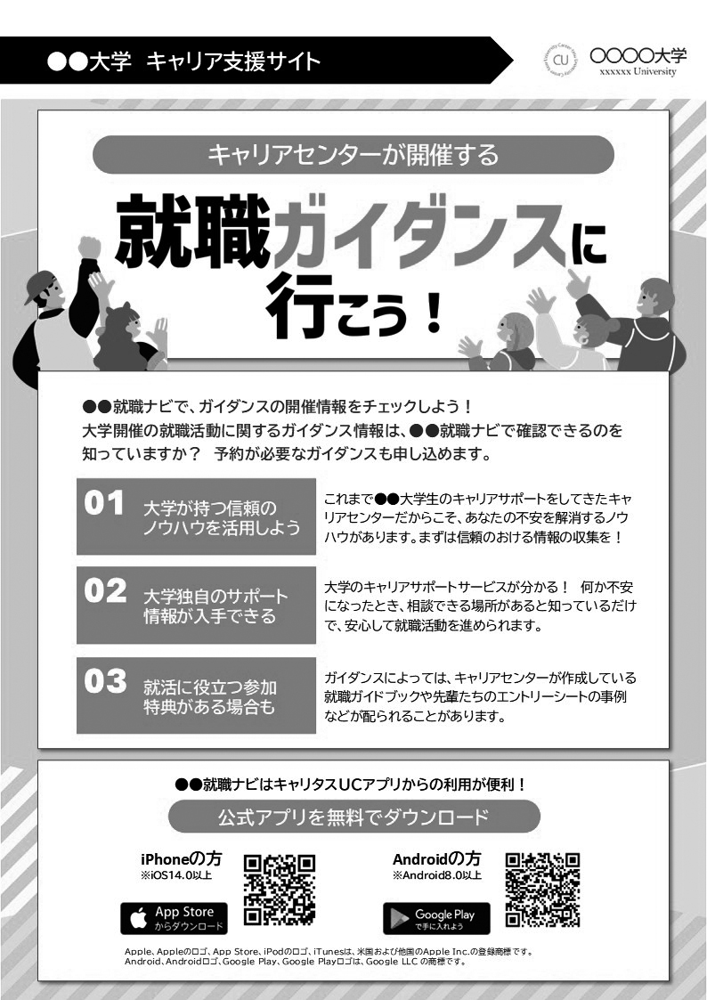 ●●大学 キャリア支援サイト
CU
〇〇〇〇大学
xxxxxx University
キャリアセンターが開催する
就職ガイダンスに
行こう！
●●就職ナビで、ガイダンスの開催情報をチェックしよう！
大学開催の就職活動に関するガイダンス情報は、●●就職ナビで確認できるのを
知っていますか？ 予約が必要なガイダンスも申し込めます。
01
大学が持つ信頼の
ノウハウを活用しよう
これまで●●大学生のキャリアサポートをしてきたキャ
リアセンターだからこそ、あなたの不安を解消するノウ
ハウがあります。まずは信頼のおける情報の収集を！
02
大学独自のサポート
情報が入手できる
大学のキャリアサポートサービスが分かる！ 何か不安
になったとき、相談できる場所があると知っているだけ
で、安心して就職活動を進められます。
03
就活に役立つ参加
特典がある場合も
ガイダンスによっては、キャリアセンターが作成している
就職ガイドブックや先輩たちのエントリーシートの事例
などが配られることがあります。
●●就職ナビはキャリタスUCアプリからの利用が便利！
公式アプリを無料でダウンロード
iPhoneの方
※iOS14.0以上
App Store
からダウンロード
Androidの方
※Android8.0以上
Google Play
で手に入れよう
Apple、Appleのロゴ、App Store、iPodのロゴ、iTunesは、米国および他国のApple Inc.の登録商標です。
Android、Androidロゴ、Google Play、Google Playロゴは、Google LLC の商標です。